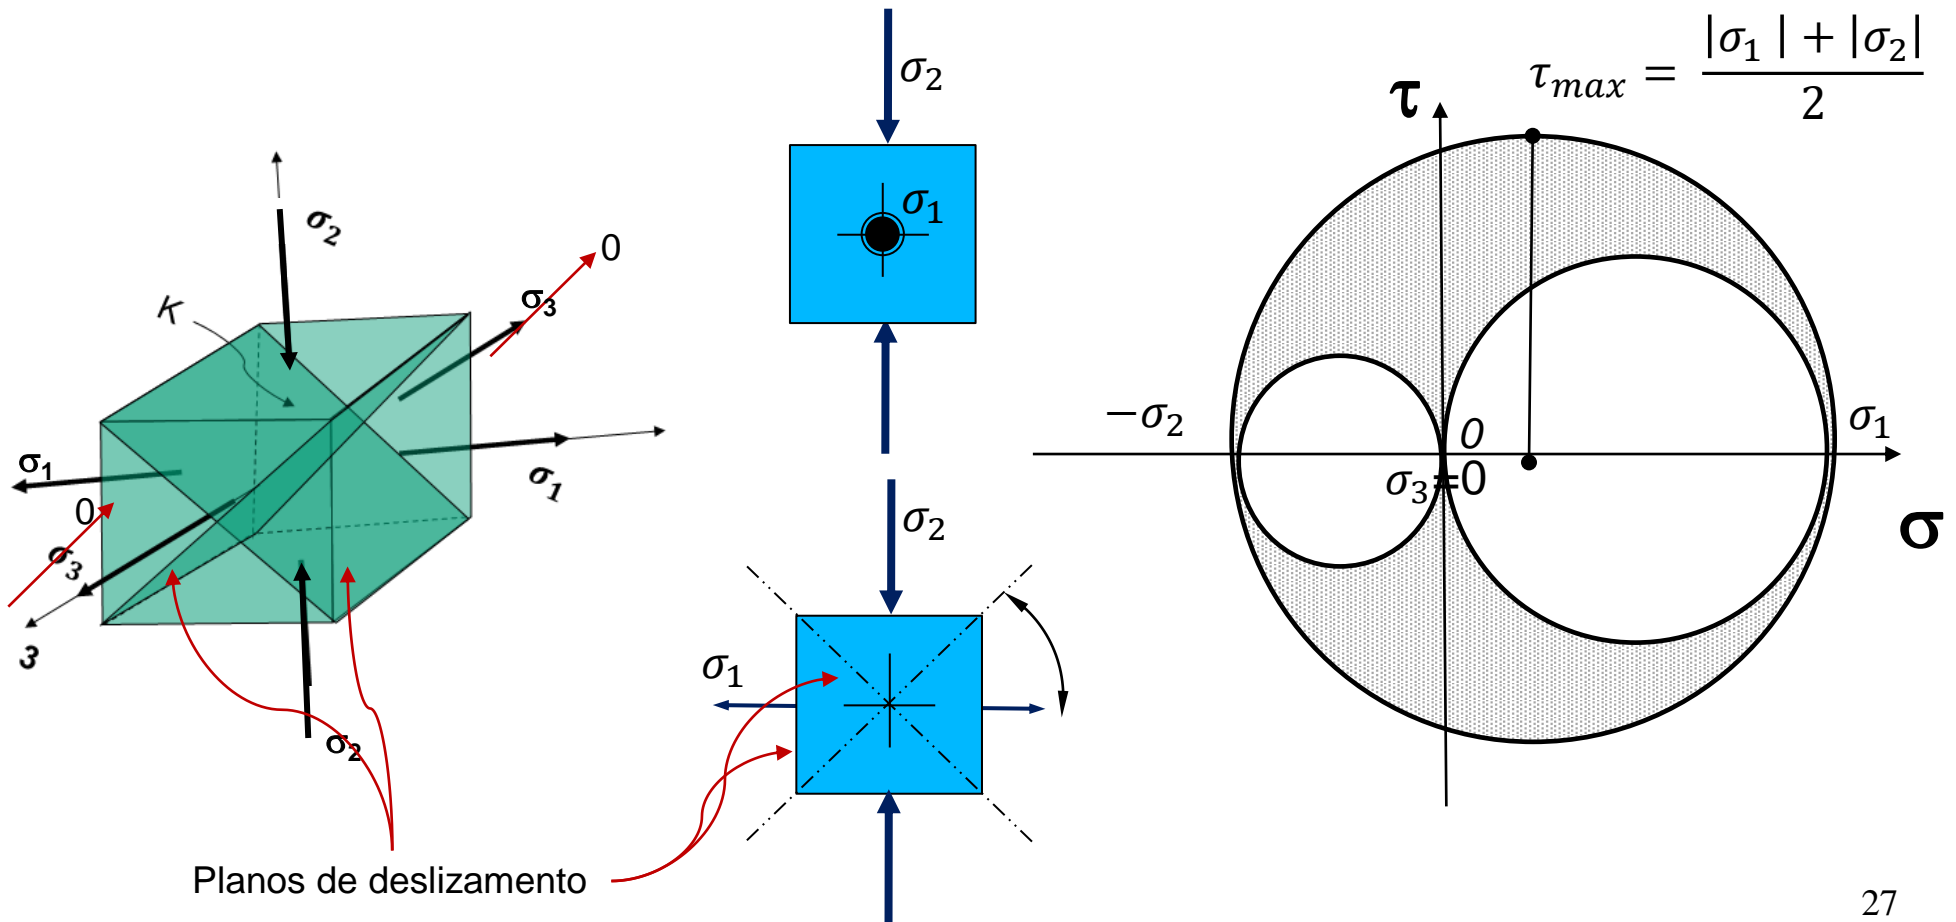 σ₂
0
K
σ₃
σ₁
σ₁
0
σ₃
3
σ₂
Planos de deslizamento
σ₂
σ₁
σ₂
σ₁
τ_max = (|σ₁ | + |σ₂|) / 2
τ
−σ₂
0
σ₁
σ₃=0
σ
27